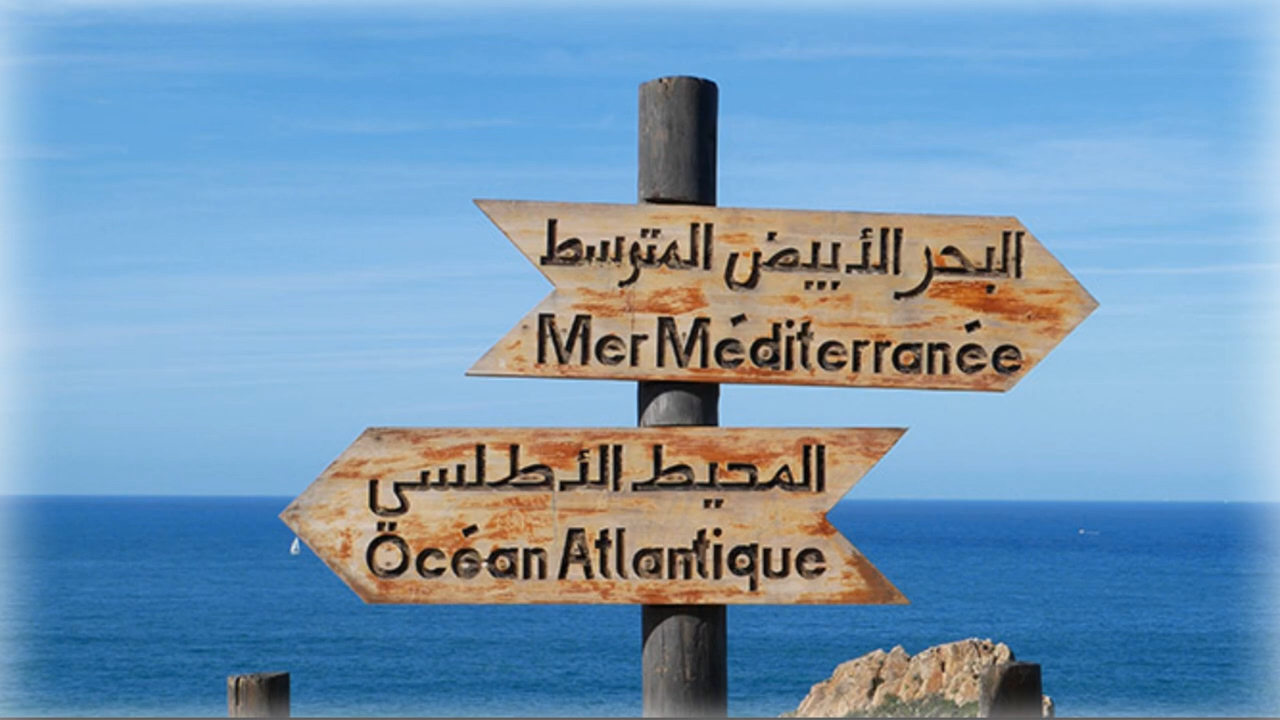 البحر الأبيض المتوسط
Mer Méditerranée
المحيط الأطلسي
Océan Atlantique